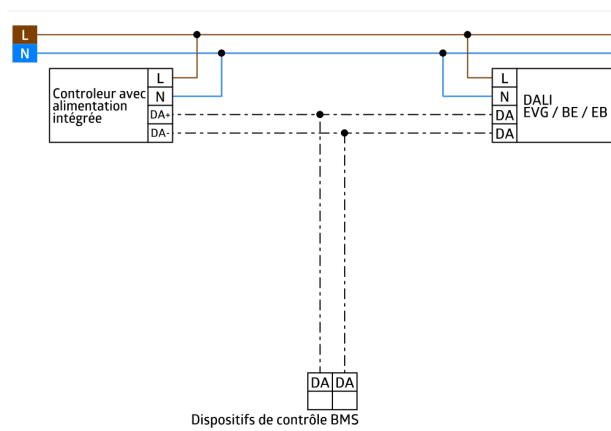 L
N
Controleur avec
alimentation
intégrée
L
N
DA+
DA-
L
N
DA
DA
DALI
EVG / BE / EB
DA DA
Dispositifs de contrôle BMS